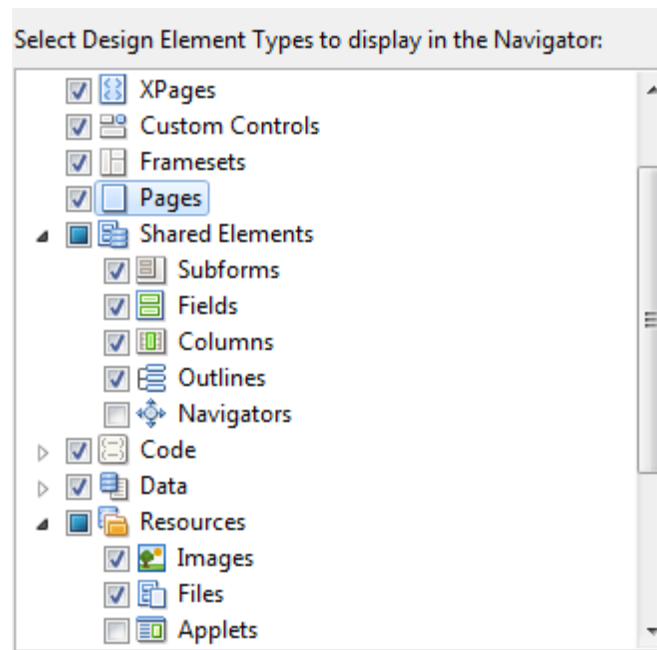 Select Design Element Types to display in the Navigator:
XPages
Custom Controls
Framesets
Pages
Shared Elements
Subforms
Fields
Columns
Outlines
Navigators
Code
Data
Resources
Images
Files
Applets